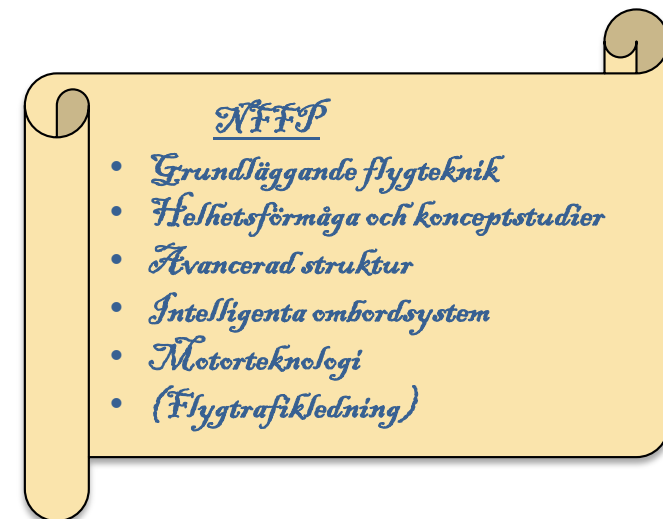 NFFP
• Grundläggande flygteknik
• Helhetsförmåga och konceptstudier
• Avancerad struktur
• Intelligenta ombordsystem
• Motorteknologi
• (Flygtrafikledning)